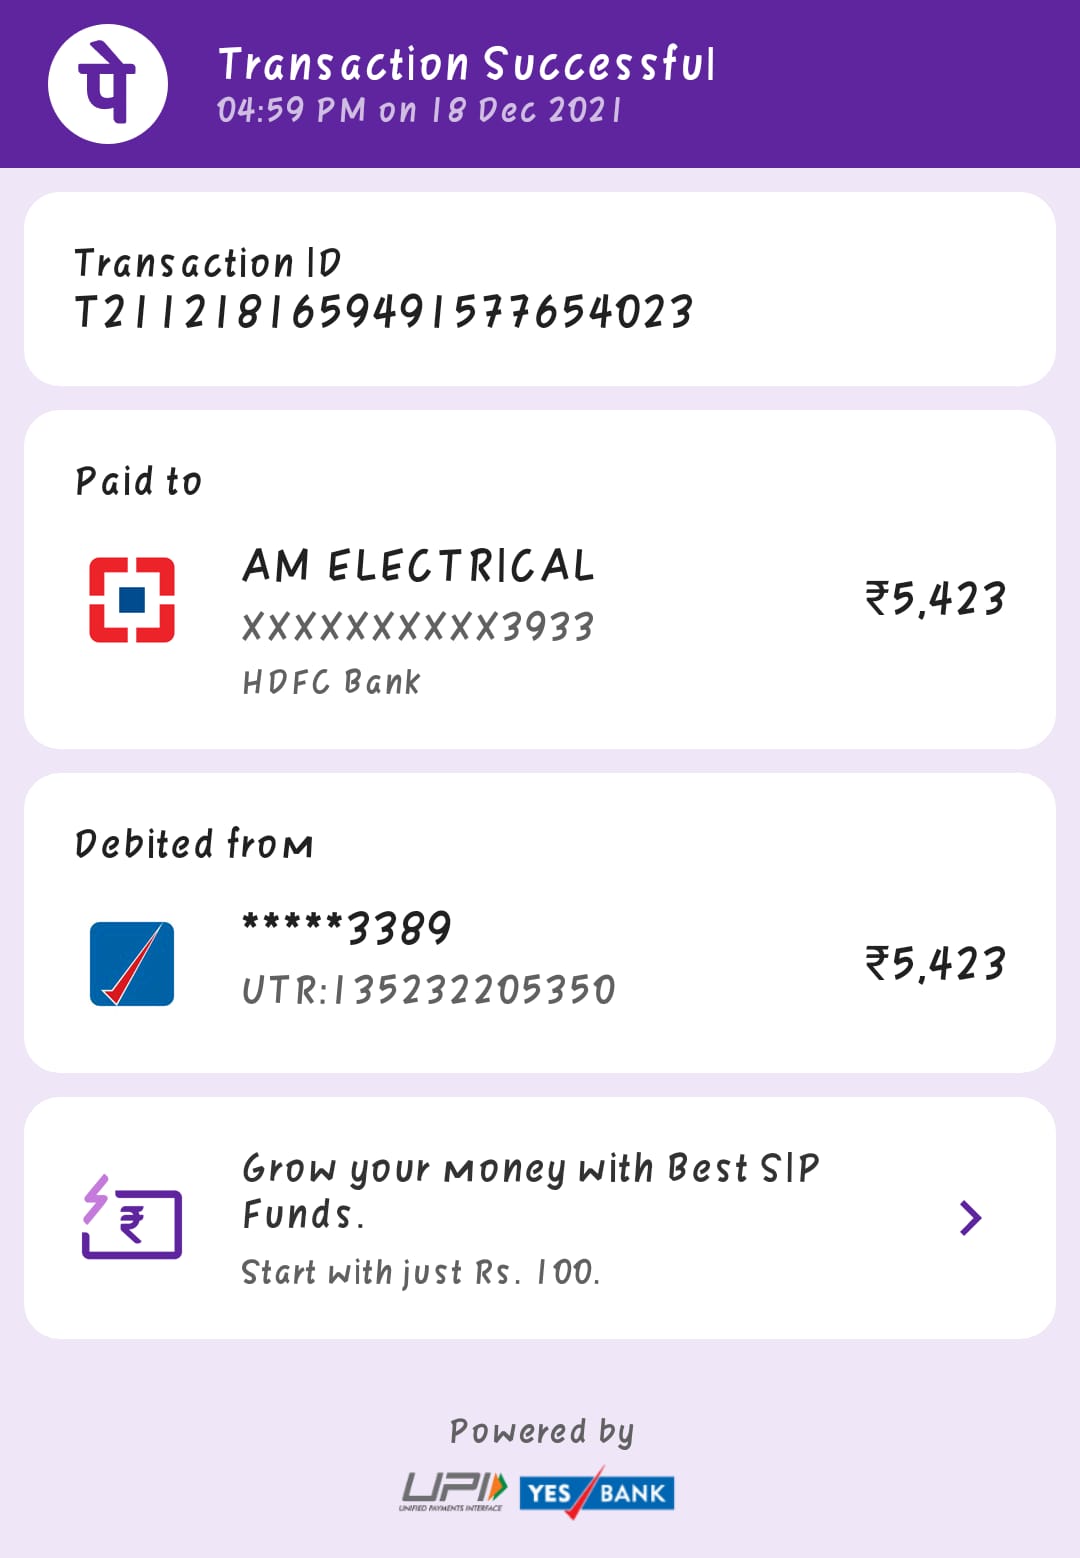 पे
Transaction Successful
04:59 PM on 18 Dec 2021
Transaction ID
T2112181659491577654023
Paid to
AM ELECTRICAL
XXXXXXXXXX3933
₹5,423
HDFC Bank
Debited from
*****3389
₹5,423
UTR:135232205350
Grow your money with Best SIP
Funds.
₹
Start with just Rs. 100.
Powered by
UPI YES BANK
UNIFIED PAYMENTS INTERFACE